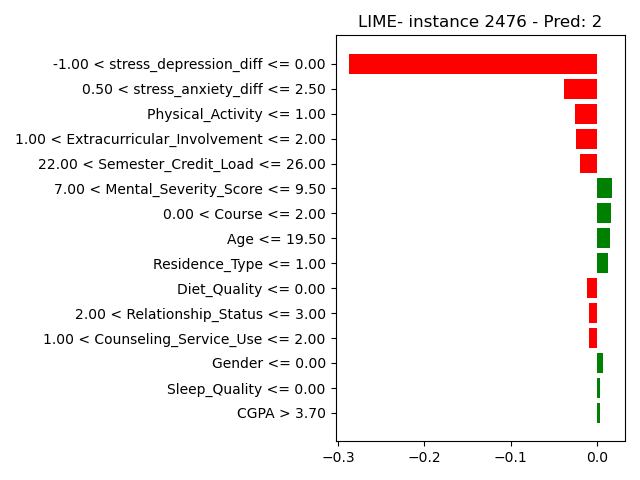 LIME- instance 2476 - Pred: 2
-1.00 < stress_depression_diff <= 0.00
0.50 < stress_anxiety_diff <= 2.50
Physical_Activity <= 1.00
1.00 < Extracurricular_Involvement <= 2.00
22.00 < Semester_Credit_Load <= 26.00
7.00 < Mental_Severity_Score <= 9.50
0.00 < Course <= 2.00
Age <= 19.50
Residence_Type <= 1.00
Diet_Quality <= 0.00
2.00 < Relationship_Status <= 3.00
1.00 < Counseling_Service_Use <= 2.00
Gender <= 0.00
Sleep_Quality <= 0.00
CGPA > 3.70
−0.3 −0.2 −0.1 0.0